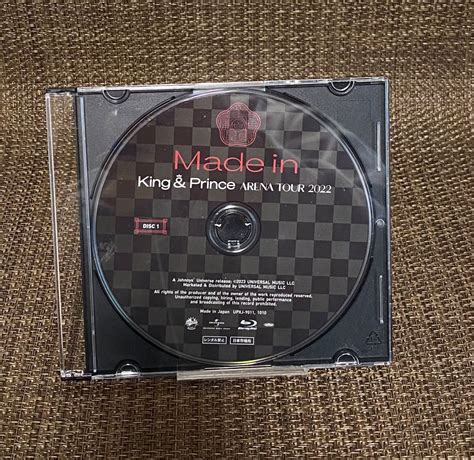 Made in
King & Prince ARENA TOUR 2022
DISC 1
A Johnnys' Universe release; ©2023 UNIVERSAL MUSIC LLC
Marketed & Distributed by UNIVERSAL MUSIC LLC
All rights of the producer and of the owner of the work reproduced reserved.
Unauthorized copying, hiring, lending, public performance
and broadcasting of this record prohibited.
Made in Japan UPXJ-9011, 1010
レンタル禁止 日本市場用